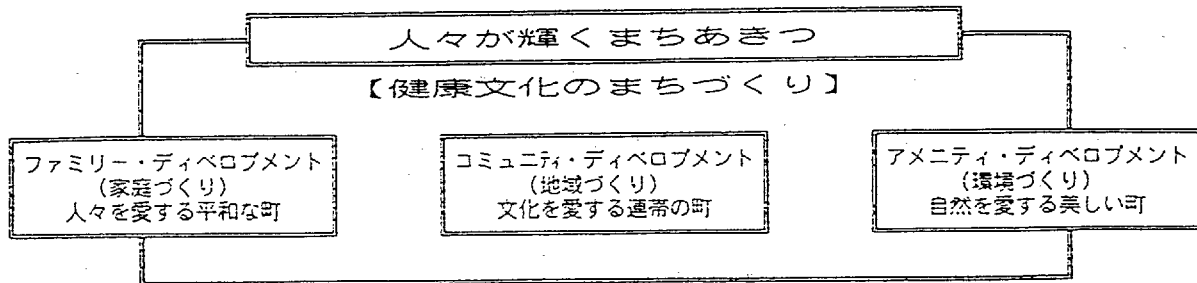 人々が輝くまちあきつ
【健康文化のまちづくり】
ファミリー・ディベロプメント
(家庭づくり)
人々を愛する平和な町
コミュニティ・ディベロプメント
(地域づくり)
文化を愛する連帯の町
アメニティ・ディベロプメント
(環境づくり)
自然を愛する美しい町